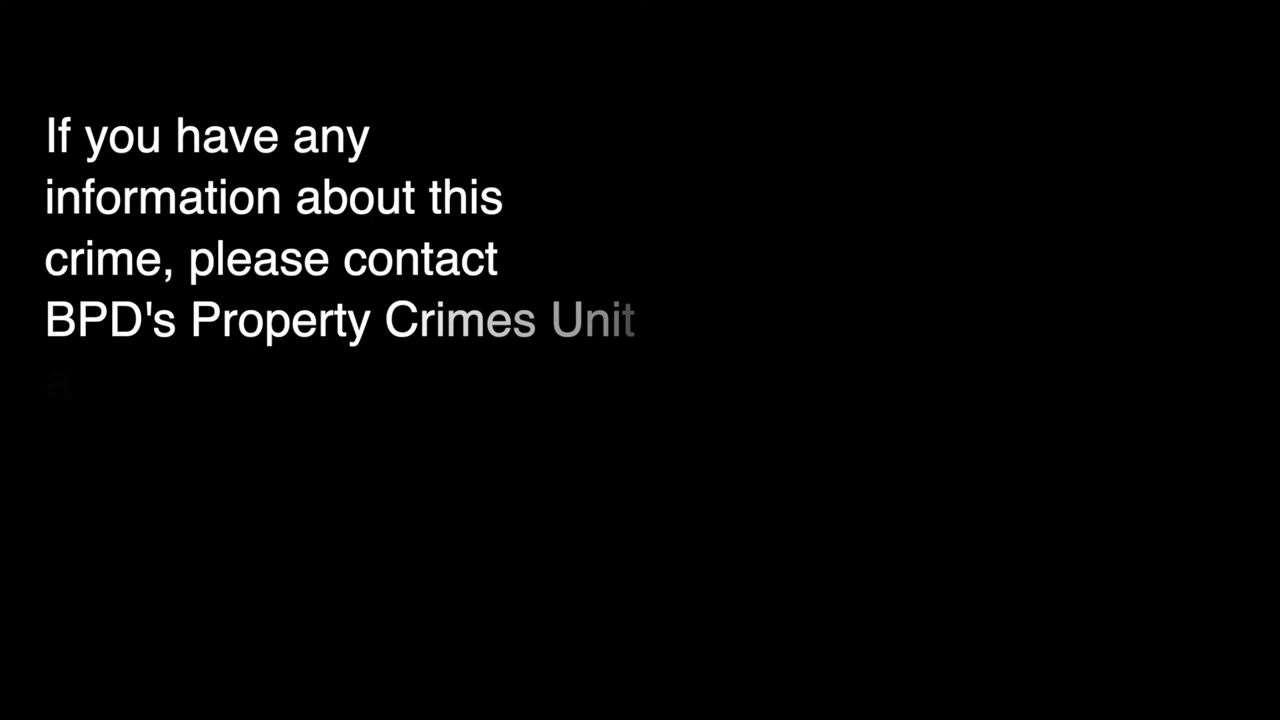 If you have any
information about this
crime, please contact
BPD's Property Crimes Unit
a